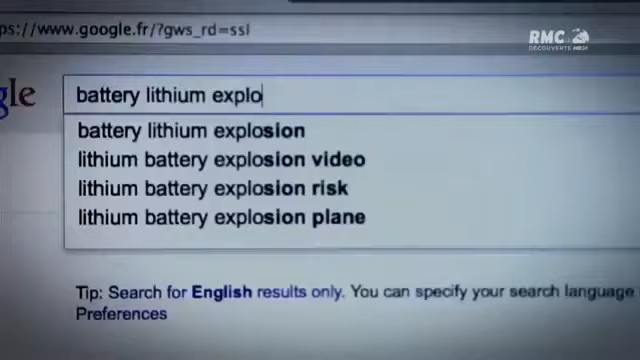 ps://www.google.fr/?gws_rd=ssl
RMC
DÉCOUVERTE HD24
gle
battery lithium explo
battery lithium explosion
lithium battery explosion video
lithium battery explosion risk
lithium battery explosion plane
Tip: Search for English results only. You can specify your search language
Preferences